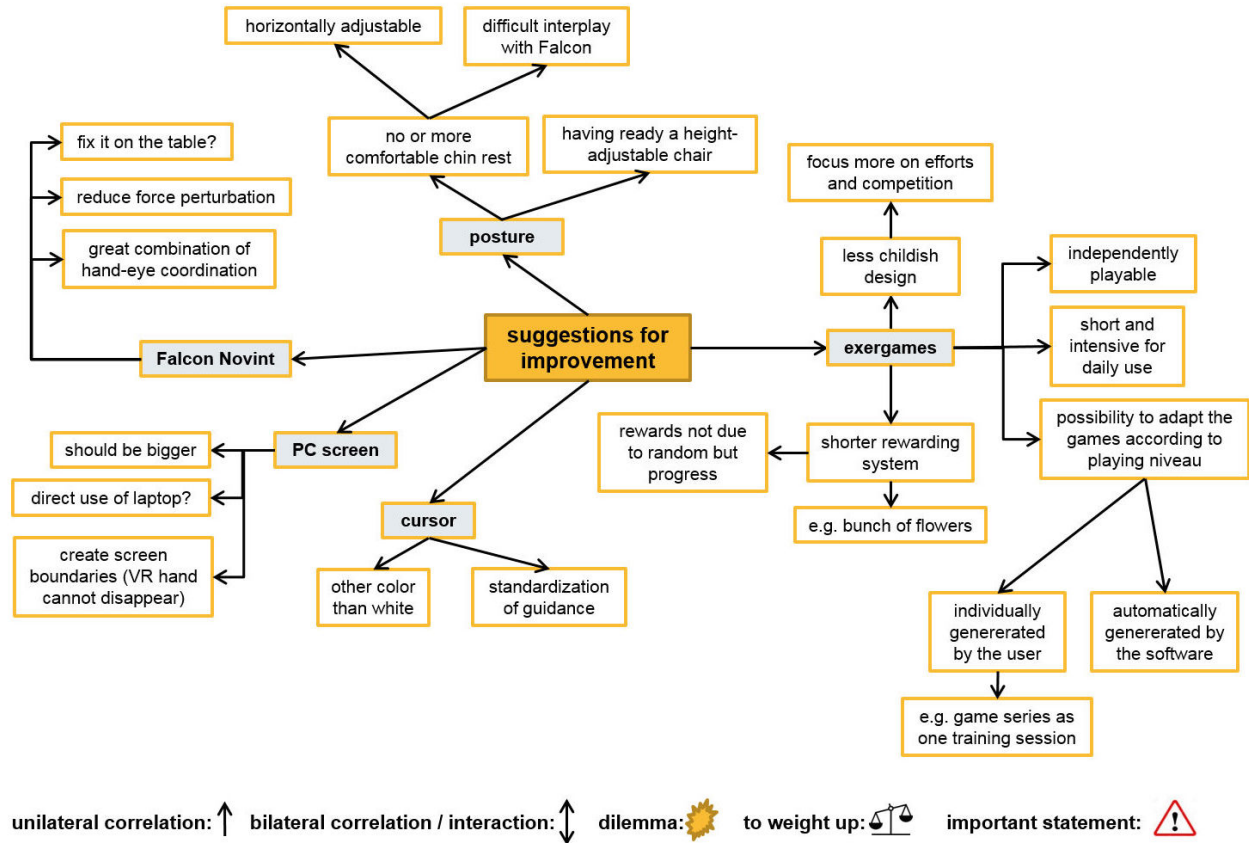 horizontally adjustable
difficult interplay
with Falcon
fix it on the table?
no or more
comfortable chin rest
having ready a height-
adjustable chair
focus more on efforts
and competition
reduce force perturbation
great combination of
hand-eye coordination
posture
less childish
design
independently
playable
suggestions for
improvement
Falcon Novint
exergames
short and
intensive for
daily use
should be bigger
PC screen
rewards not due
to random but
progress
shorter rewarding
system
possibility to adapt the
games according to
playing niveau
direct use of laptop?
cursor
e.g. bunch of flowers
create screen
boundaries (VR hand
cannot disappear)
other color
than white
standardization
of guidance
individually
genererated
by the user
automatically
genererated by
the software
e.g. game series as
one training session
unilateral correlation:
bilateral correlation / interaction:
dilemma:
to weight up:
important statement: